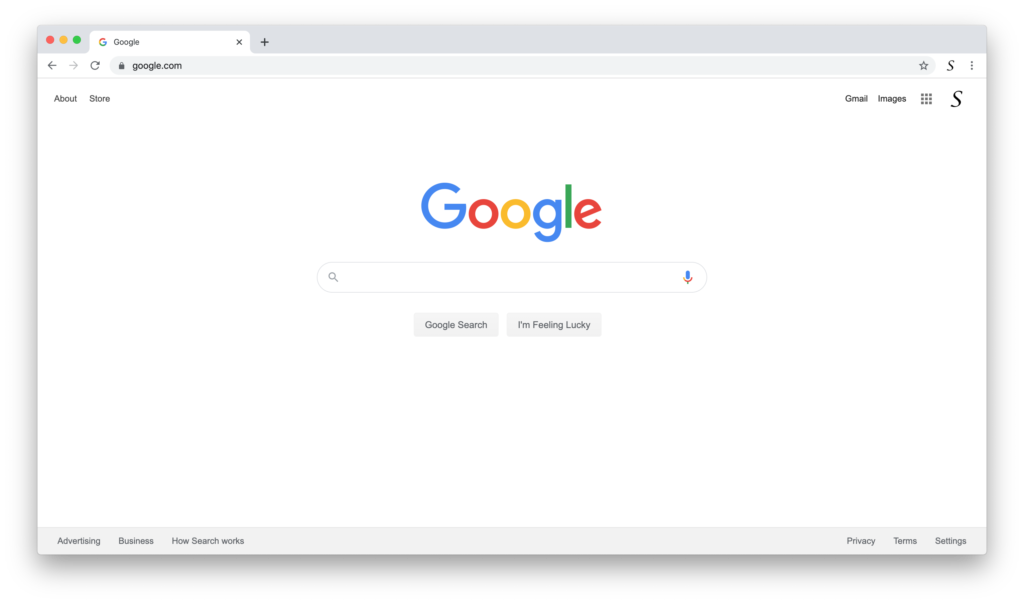 Google
google.com
S
About Store Gmail Images S
Google
Google Search I'm Feeling Lucky
Advertising Business How Search works Privacy Terms Settings